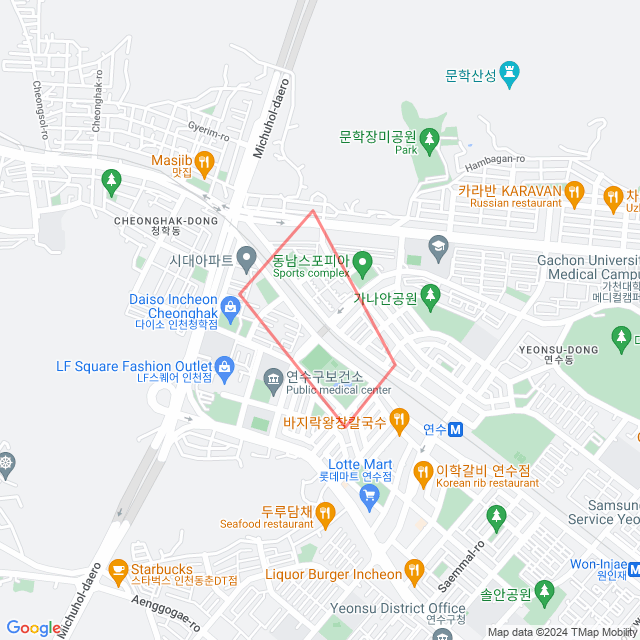 문학산성
Cheongsol-ro
Cheonghak-ro
Gyerim-ro
Michuhol-daero
문학장미공원
Park
Hambagan-ro
Masjib
맛집
카라반 KARAVAN
Russian restaurant
차
Uz
CHEONGHAK-DONG
청학동
시대아파트
동남스포피아
Sports complex
Gachon Universi
Medical Campu
가천대
메디컬캠퍼
Daiso Incheon
Cheonghak
다이소 인천청학점
가나안공원
YEONSU-DONG
연수동
LF Square Fashion Outlet
LF스퀘어 인천점
연수구보건소
Public medical center
바지락왕창칼국수
연수
Lotte Mart
롯데마트 연수점
이학갈비 연수점
Korean rib restaurant
두루담채
Seafood restaurant
Samsung
Service Yeo
Starbucks
스타벅스 인천동춘DT점
Liquor Burger Incheon
Saemmal-ro
Won-Injae
원인재
솔안공원
Michuhol-daero
Aenggogae-ro
Yeonsu District Office
연수구청
Google
Map data ©2024 TMap Mobility